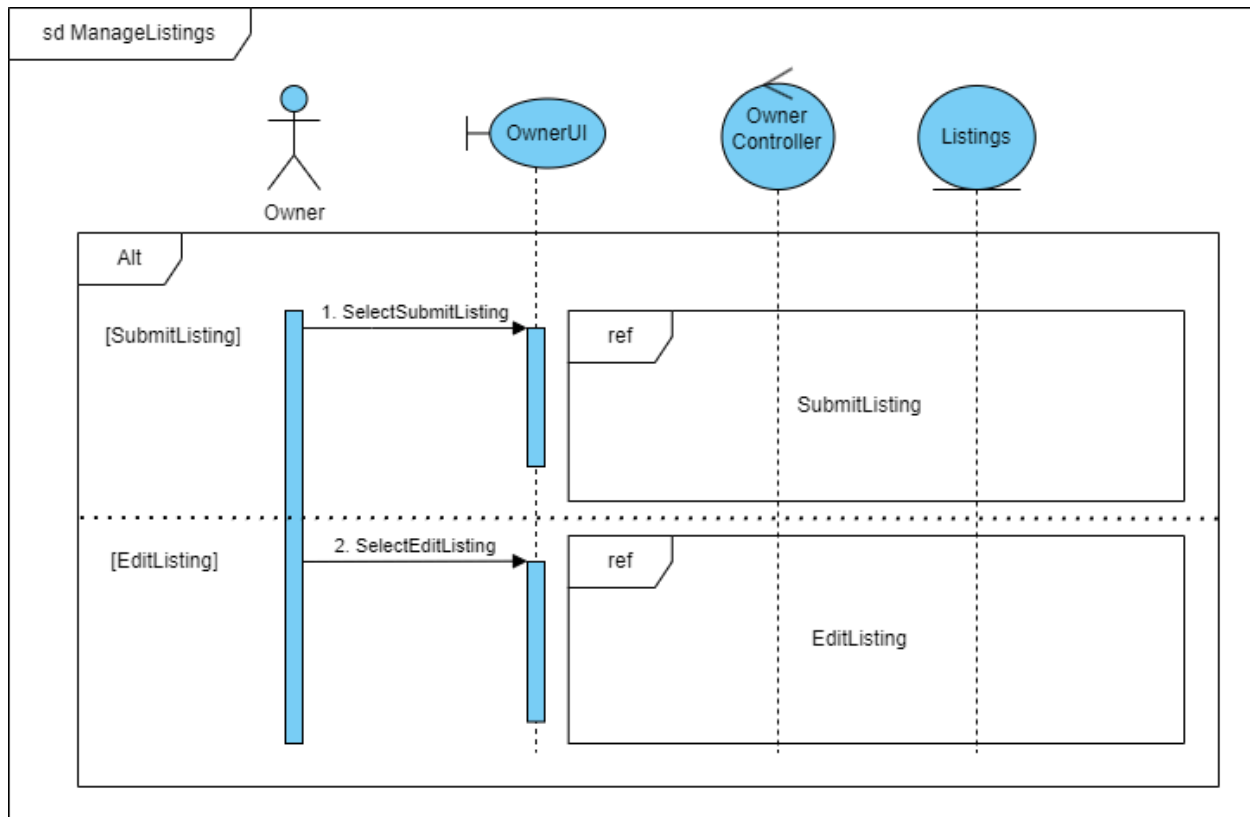 sd ManageListings
Owner
OwnerUI
Owner
Controller
Listings
Alt
[SubmitListing]
1. SelectSubmitListing
ref
SubmitListing
[EditListing]
2. SelectEditListing
ref
EditListing